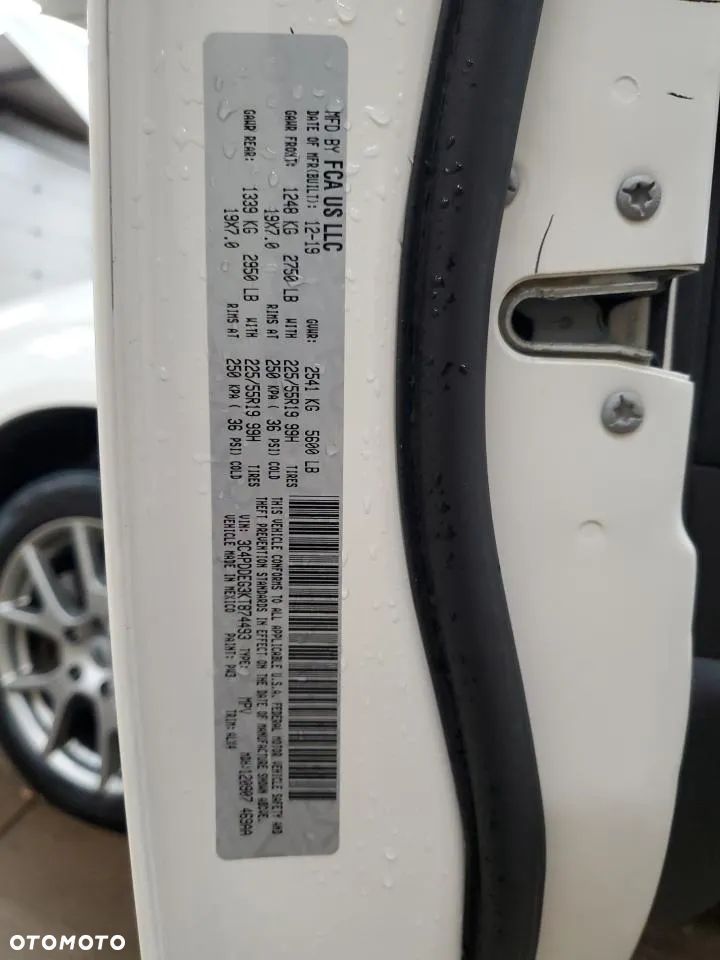 MFD BY FCA US LLC
DATE OF MFR(BUILT): 12-19 GVWR: 2541 KG 5600 LB
GAWR FRONT: 1248 KG 2750 LB WITH 225/55R19 99H TIRES
19X7.0 RIMS AT 250 KPA ( 36 PSI) COLD
GAWR REAR: 1339 KG 2950 LB WITH 225/55R19 99H TIRES
19X7.0 RIMS AT 250 KPA ( 36 PSI) COLD
THIS VEHICLE CONFORMS TO ALL APPLICABLE U.S.A. FEDERAL MOTOR VEHICLE SAFETY AND
THEFT PREVENTION STANDARDS IN EFFECT ON THE DATE OF MANUFACTURE SHOWN ABOVE.
VIN: 3C4PDDEG3KT874493 TYPE: MPV MDH:120907 469AA
VEHICLE MADE IN MEXICO PAINT: PW3 TRIM:
OTOMOTO